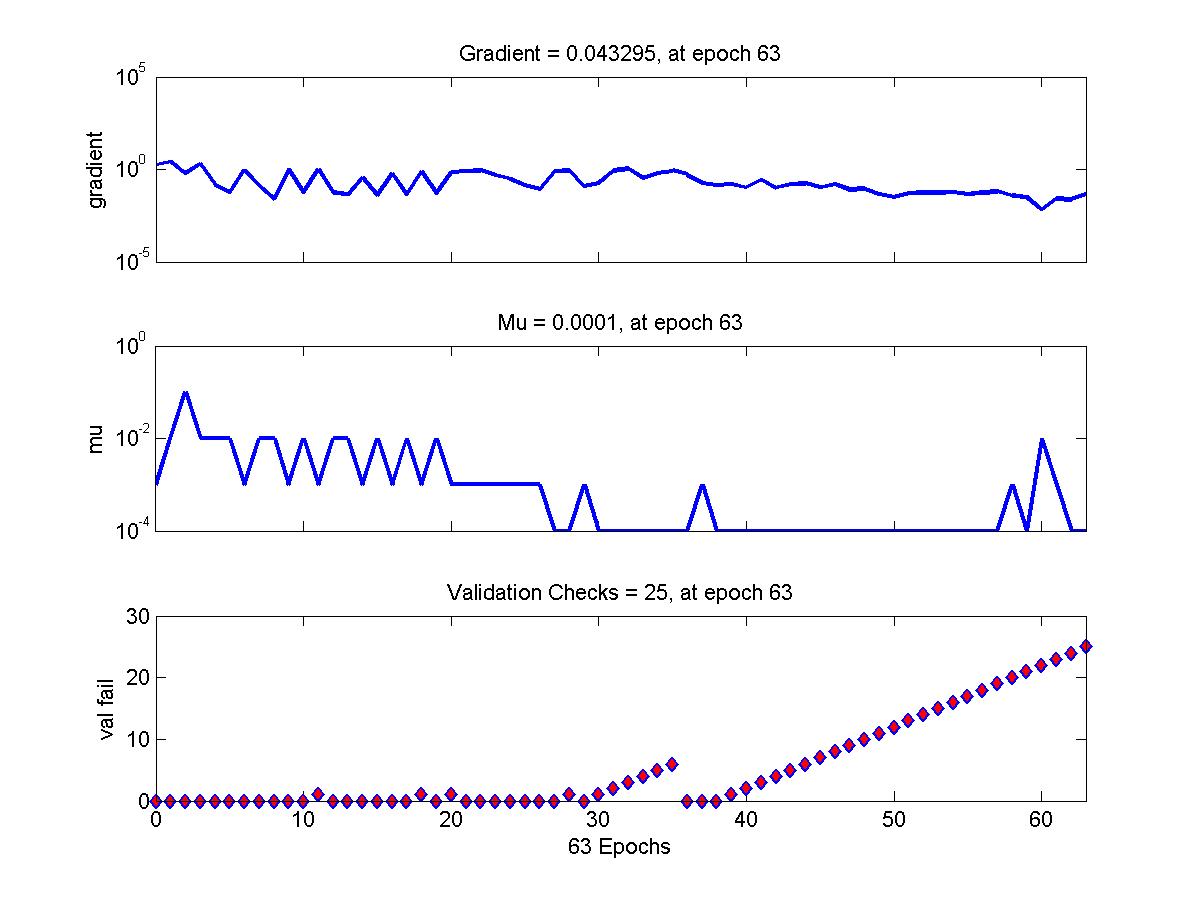 Gradient = 0.043295, at epoch 63
10^5
10^0
10^-5
gradient
Mu = 0.0001, at epoch 63
10^0
10^-2
10^-4
mu
Validation Checks = 25, at epoch 63
30
20
10
0
val fail
0 10 20 30 40 50 60
63 Epochs